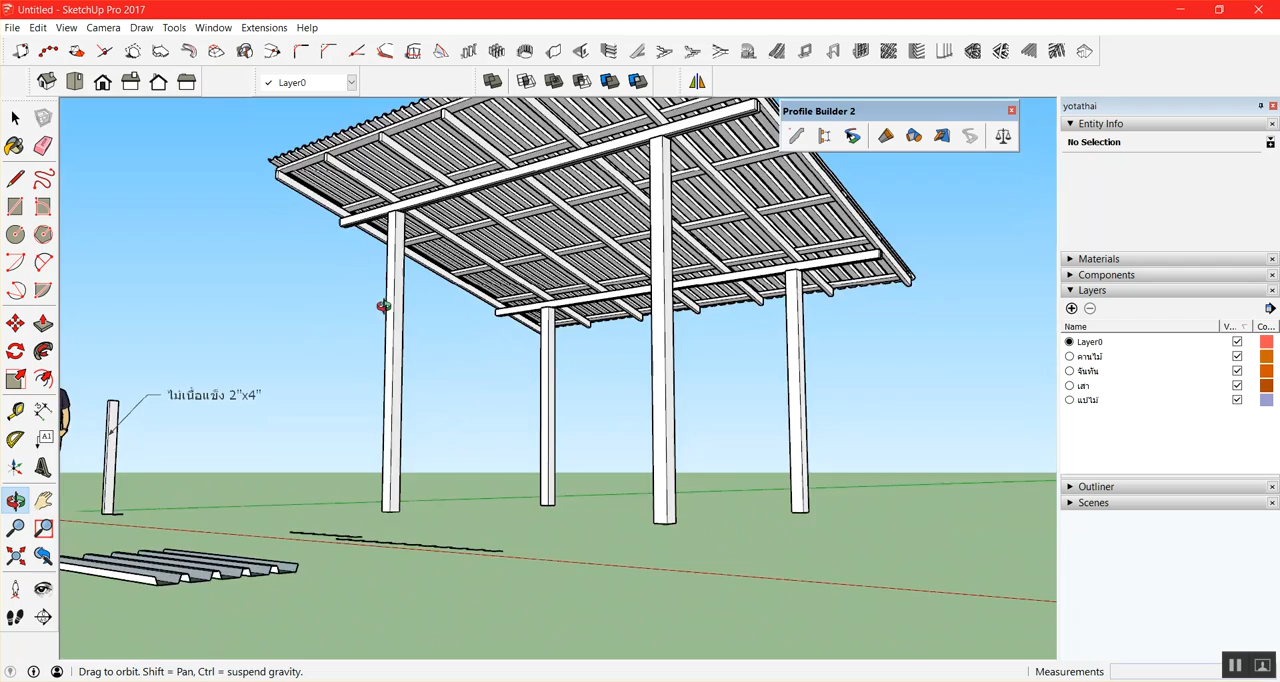 Untitled - SketchUp Pro 2017
File Edit View Camera Draw Tools Window Extensions Help
Layer0
Profile Builder 2
yotathai
Entity Info
No Selection
Materials
Components
Layers
Name V... Co...
Layer0
คานไม้
จันทัน
เสา
แปไม้
Outliner
Scenes
ไม้เนื้อแข็ง 2"x4"
A1
Drag to orbit. Shift = Pan, Ctrl = suspend gravity.
Measurements